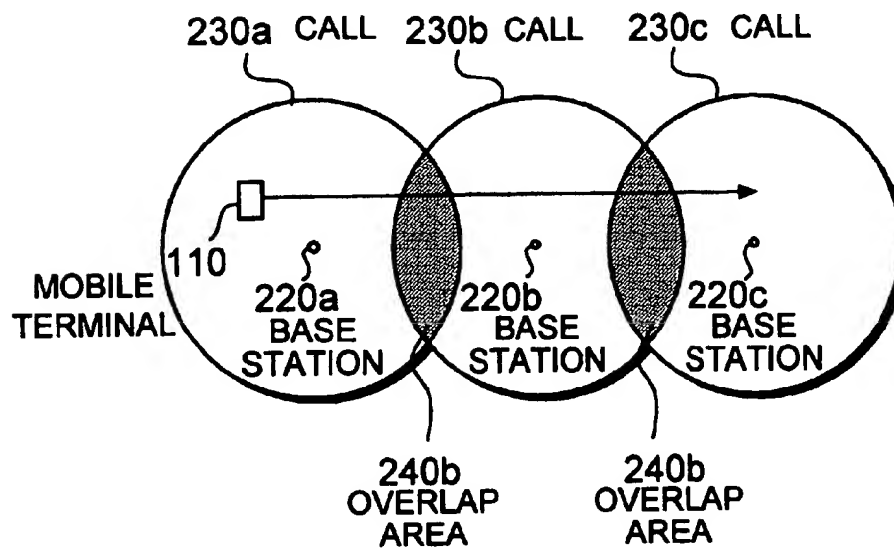 230a CALL
230b CALL
230c CALL
110
MOBILE
TERMINAL
220a
BASE
STATION
220b
BASE
STATION
220c
BASE
STATION
240b
OVERLAP
AREA
240b
OVERLAP
AREA